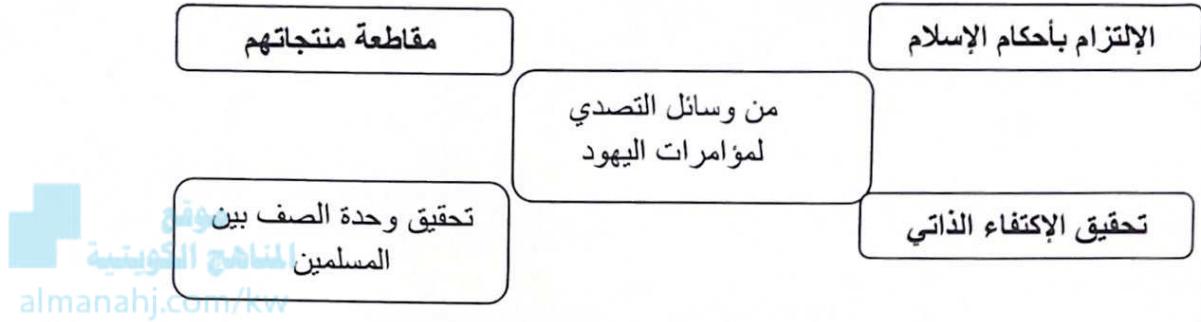 الإلتزام بأحكام الإسلام
مقاطعة منتجاتهم
من وسائل التصدي
لمؤامرات اليهود
تحقيق الإكتفاء الذاتي
تحقيق وحدة الصف بين
المسلمين
موقع
المناهج الكويتية
almanahj.com/kw